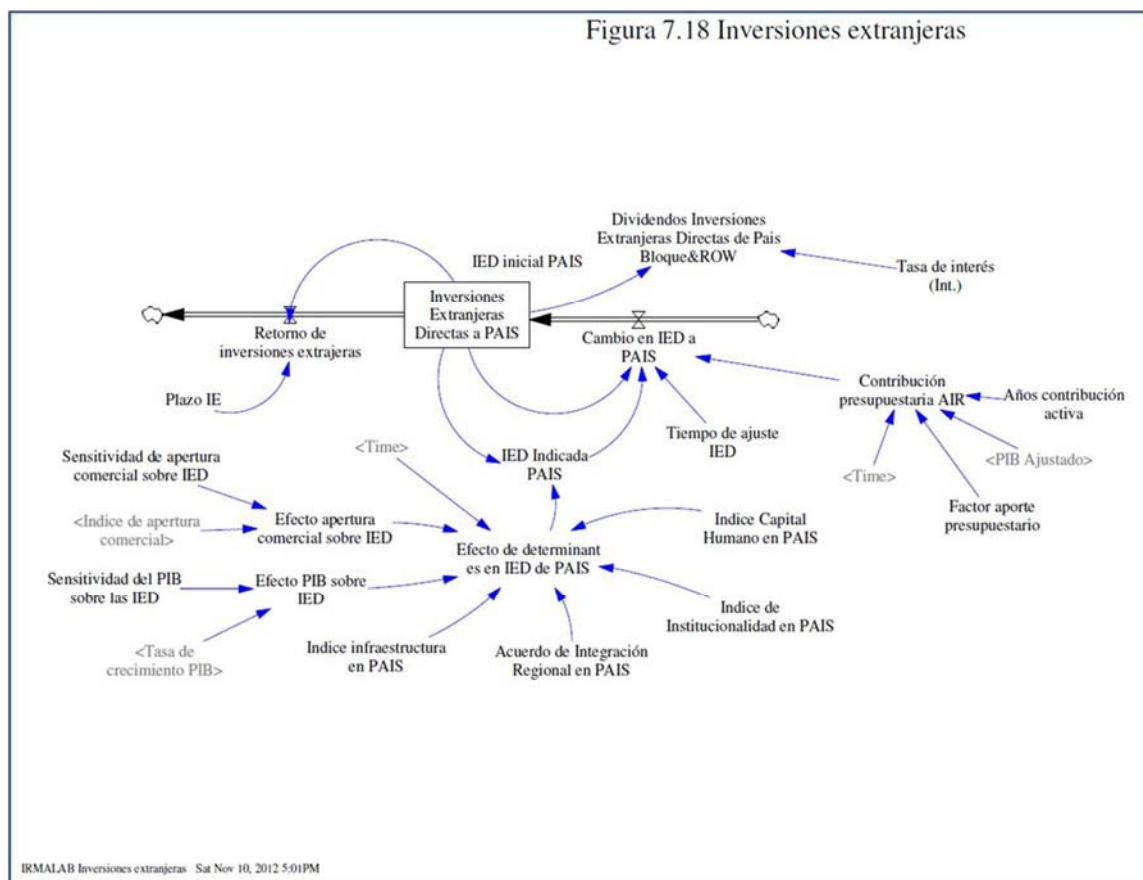 Figura 7.18 Inversiones extranjeras
Dividendos Inversiones
Extranjeras Directas de Pais
Bloque&ROW
IED inicial PAIS
Tasa de interés
(Int.)
Inversiones
Extranjeras
Directas a PAIS
Retorno de
inversiones extrajeras
Cambio en IED a
PAIS
Plazo IE
Contribución
presupuestaria AIR
Años contribución
activa
Tiempo de ajuste
IED
<Time>
IED Indicada
PAIS
<Time>
<PIB Ajustado>
Factor aporte
presupuestario
Sensitividad de apertura
comercial sobre IED
<Indice de apertura
comercial>
Efecto apertura
comercial sobre IED
Indice Capital
Humano en PAIS
Efecto de determinant
es en IED de PAIS
Sensitividad del PIB
sobre las IED
Efecto PIB sobre
IED
Indice de
Institucionalidad en PAIS
<Tasa de
crecimiento PIB>
Indice infraestructura
en PAIS
Acuerdo de Integración
Regional en PAIS
IRMALAB Inversiones extranjeras Sat Nov 10, 2012 5:01PM